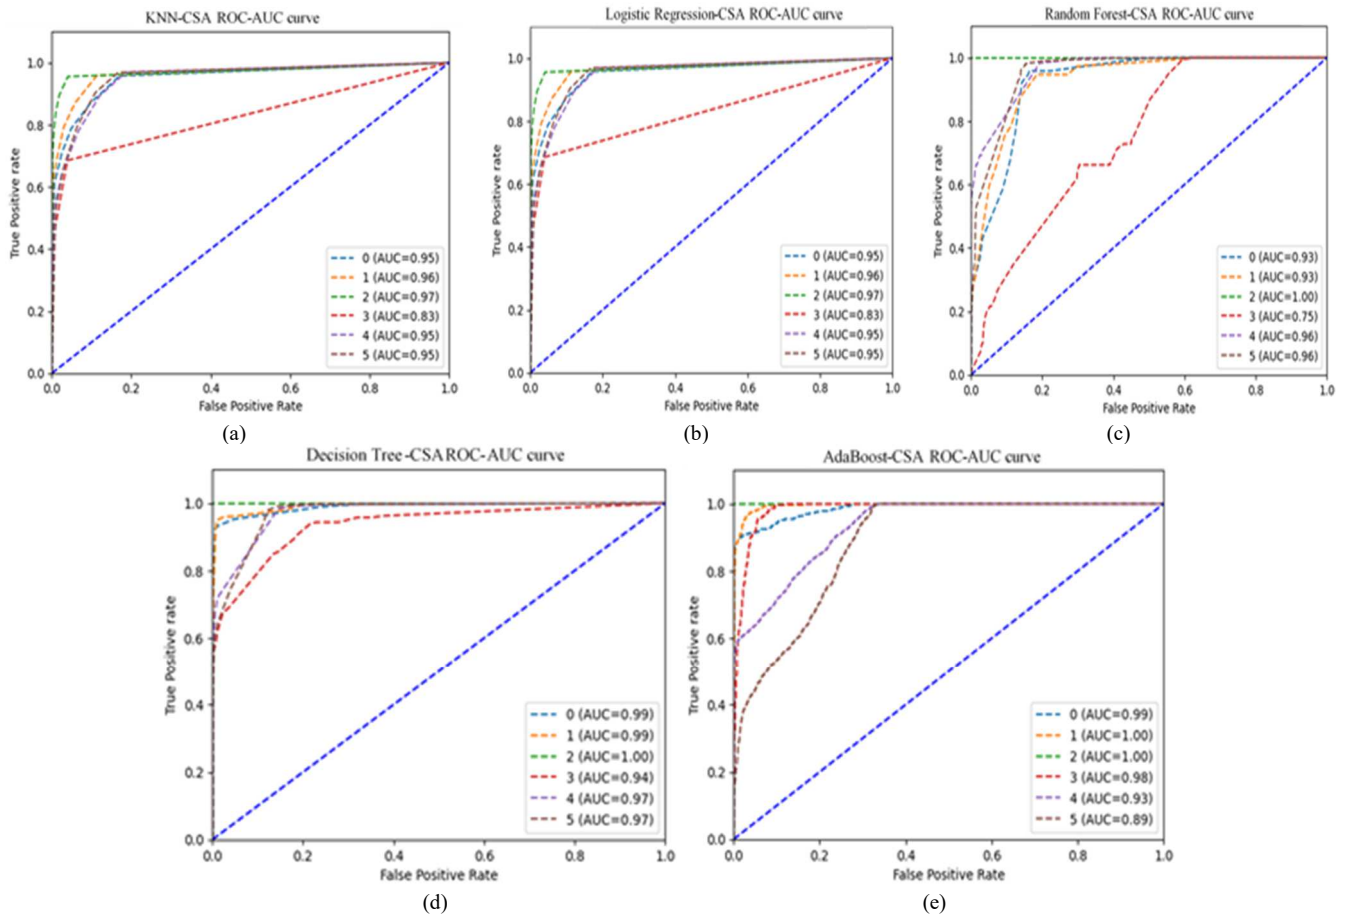 KNN-CSA ROC-AUC curve
True Positive rate
1.0
0.8
0.6
0.4
0.2
0.0
0 (AUC=0.95)
1 (AUC=0.96)
2 (AUC=0.97)
3 (AUC=0.83)
4 (AUC=0.95)
5 (AUC=0.95)
0.0 0.2 0.4 0.6 0.8 1.0
False Positive Rate
(a)
Logistic Regression-CSA ROC-AUC curve
True Positive rate
1.0
0.8
0.6
0.4
0.2
0.0
0 (AUC=0.95)
1 (AUC=0.96)
2 (AUC=0.97)
3 (AUC=0.83)
4 (AUC=0.95)
5 (AUC=0.95)
0.0 0.2 0.4 0.6 0.8 1.0
False Positive Rate
(b)
Random Forest-CSA ROC-AUC curve
True Positive rate
1.0
0.8
0.6
0.4
0.2
0.0
0 (AUC=0.93)
1 (AUC=0.93)
2 (AUC=1.00)
3 (AUC=0.75)
4 (AUC=0.96)
5 (AUC=0.96)
0.0 0.2 0.4 0.6 0.8 1.0
False Positive Rate
(c)
Decision Tree-CSA ROC-AUC curve
True Positive rate
1.0
0.8
0.6
0.4
0.2
0.0
0 (AUC=0.99)
1 (AUC=0.99)
2 (AUC=1.00)
3 (AUC=0.94)
4 (AUC=0.97)
5 (AUC=0.97)
0.0 0.2 0.4 0.6 0.8 1.0
False Positive Rate
(d)
AdaBoost-CSA ROC-AUC curve
True Positive rate
1.0
0.8
0.6
0.4
0.2
0.0
0 (AUC=0.99)
1 (AUC=1.00)
2 (AUC=1.00)
3 (AUC=0.98)
4 (AUC=0.93)
5 (AUC=0.89)
0.0 0.2 0.4 0.6 0.8 1.0
False Positive Rate
(e)